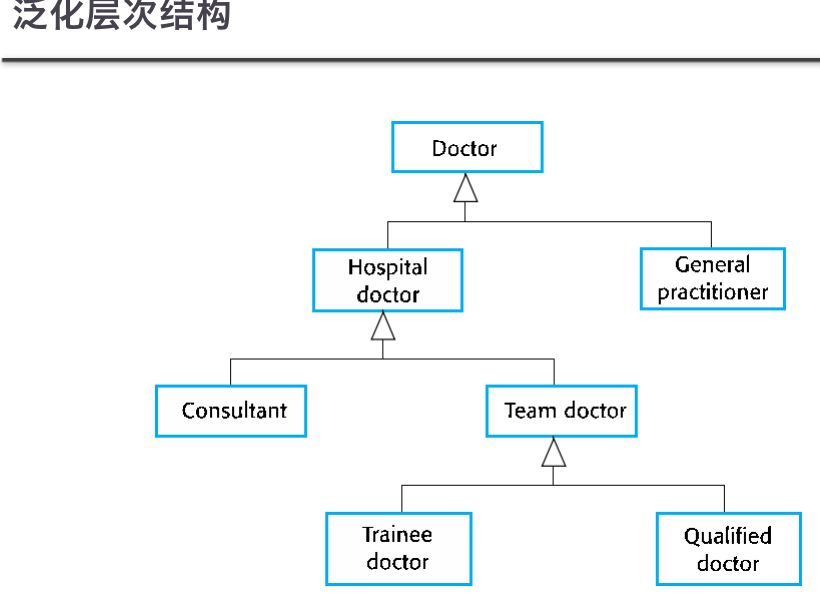 泛化层次结构
Doctor
Hospital
doctor
General
practitioner
Consultant
Team doctor
Trainee
doctor
Qualified
doctor